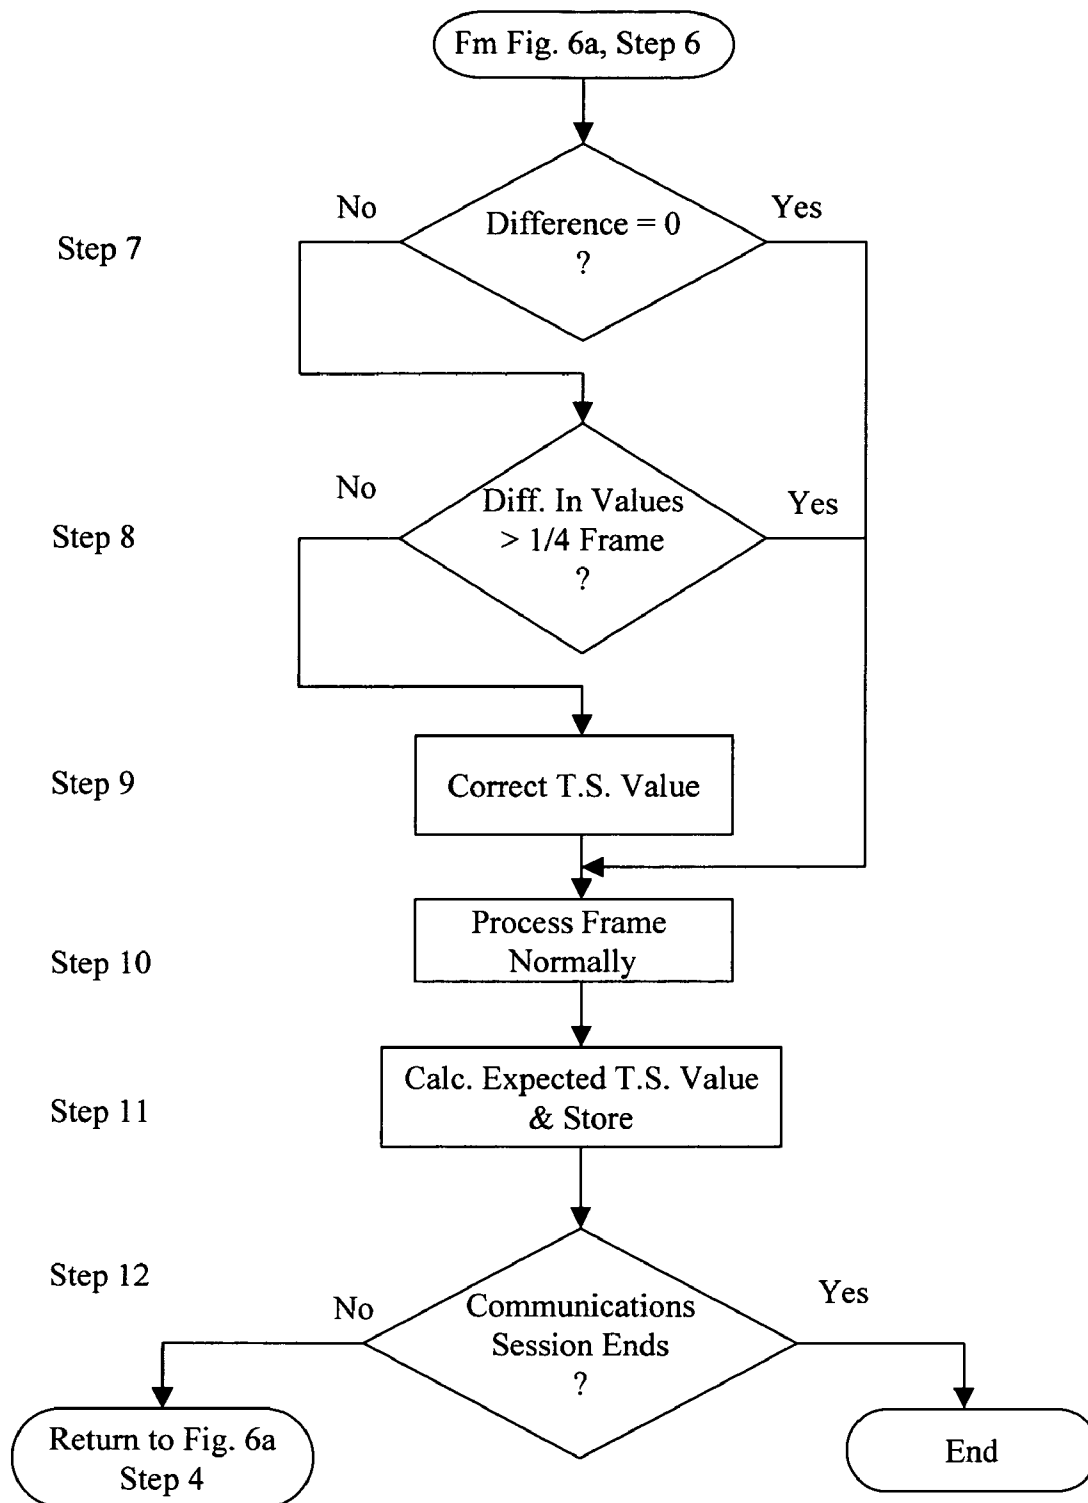 Fm Fig. 6a, Step 6
No
Yes
Step 7
Difference = 0
?
No
Yes
Step 8
Diff. In Values
> 1/4 Frame
?
Step 9
Correct T.S. Value
Step 10
Process Frame
Normally
Step 11
Calc. Expected T.S. Value
& Store
Step 12
No
Yes
Communications
Session Ends
?
Return to Fig. 6a
Step 4
End